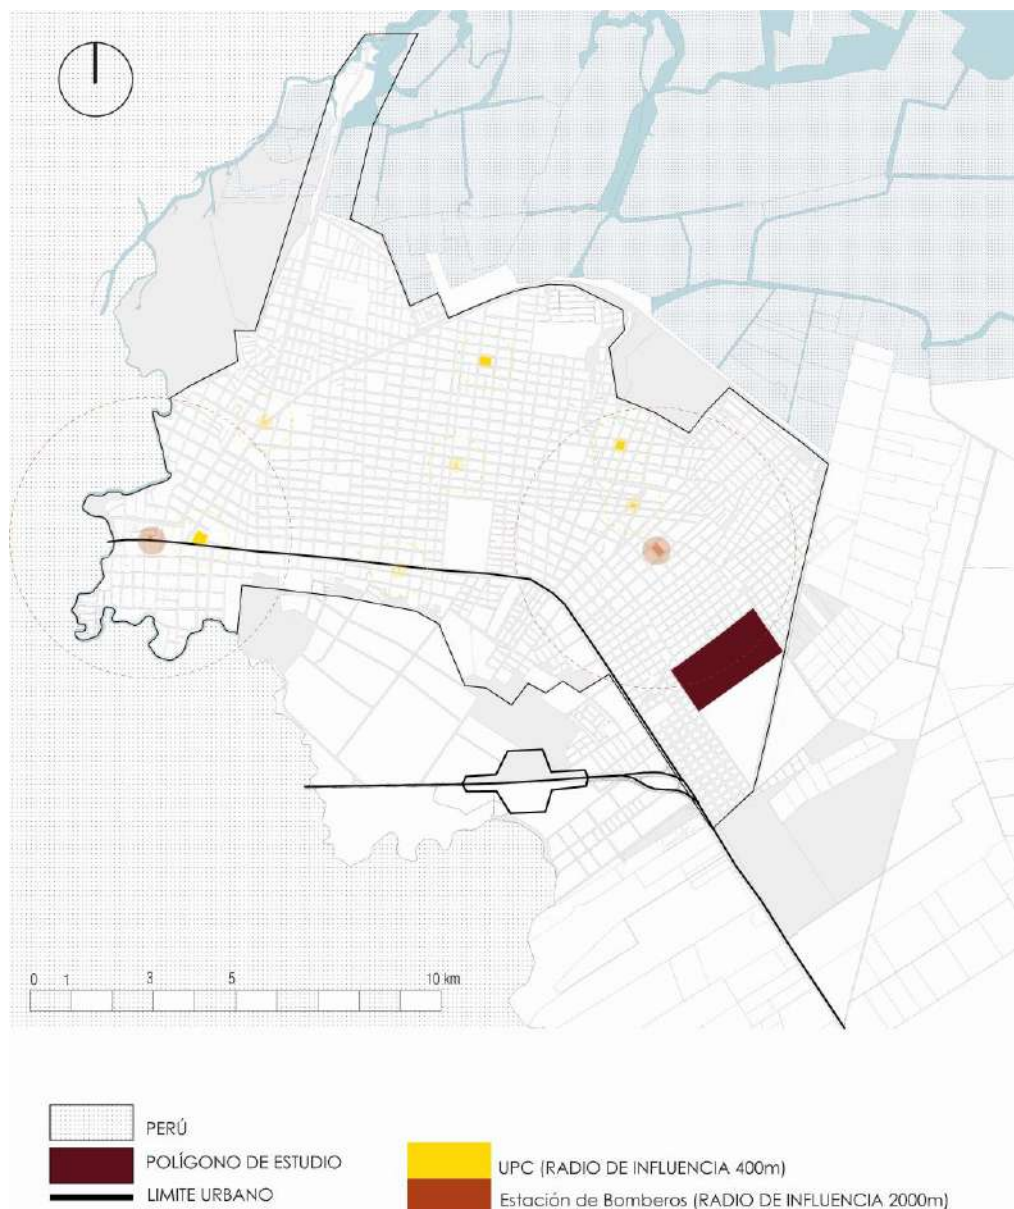 0 1 3 5 10 km
PERÚ
POLÍGONO DE ESTUDIO
LIMITE URBANO
UPC (RADIO DE INFLUENCIA 400m)
Estación de Bomberos (RADIO DE INFLUENCIA 2000m)